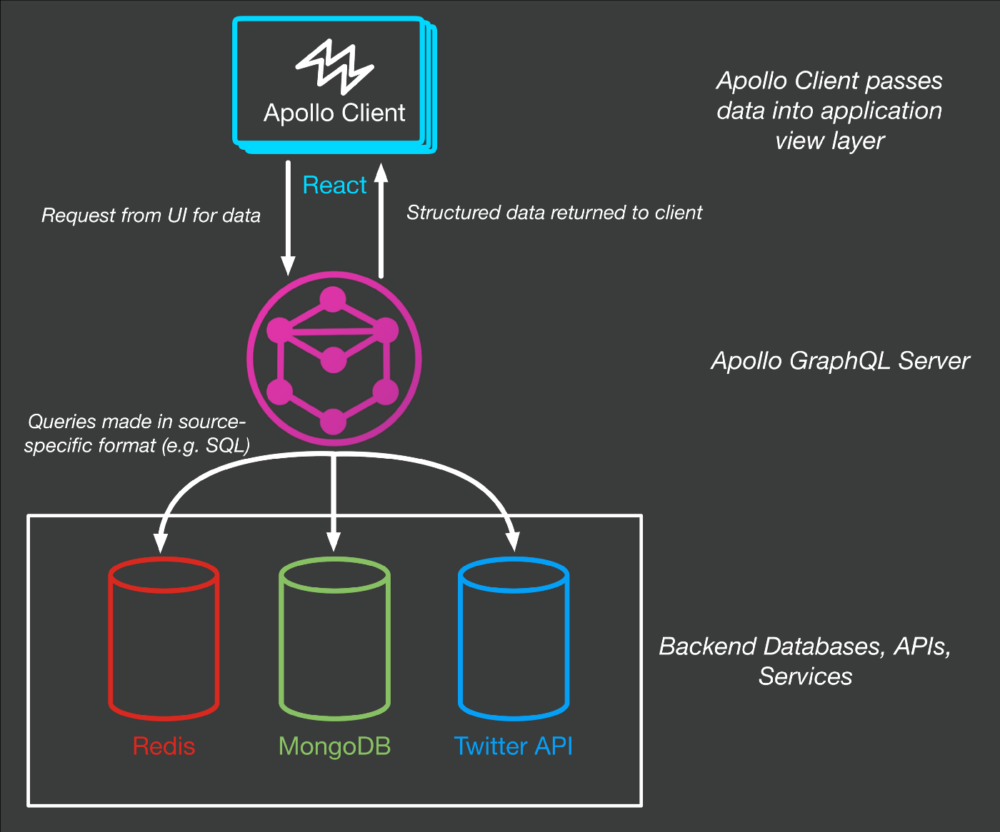 Apollo Client
Apollo Client passes
data into application
view layer
React
Request from UI for data
Structured data returned to client
Apollo GraphQL Server
Queries made in source-
specific format (e.g. SQL)
Backend Databases, APIs,
Services
Redis
MongoDB
Twitter API